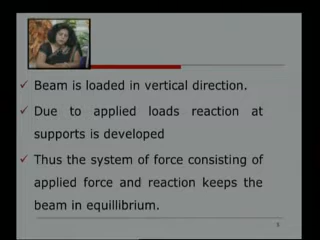 Beam is loaded in vertical direction.
Due to applied loads reaction at
supports is developed
Thus the system of force consisting of
applied force and reaction keeps the
beam in equillibrium.